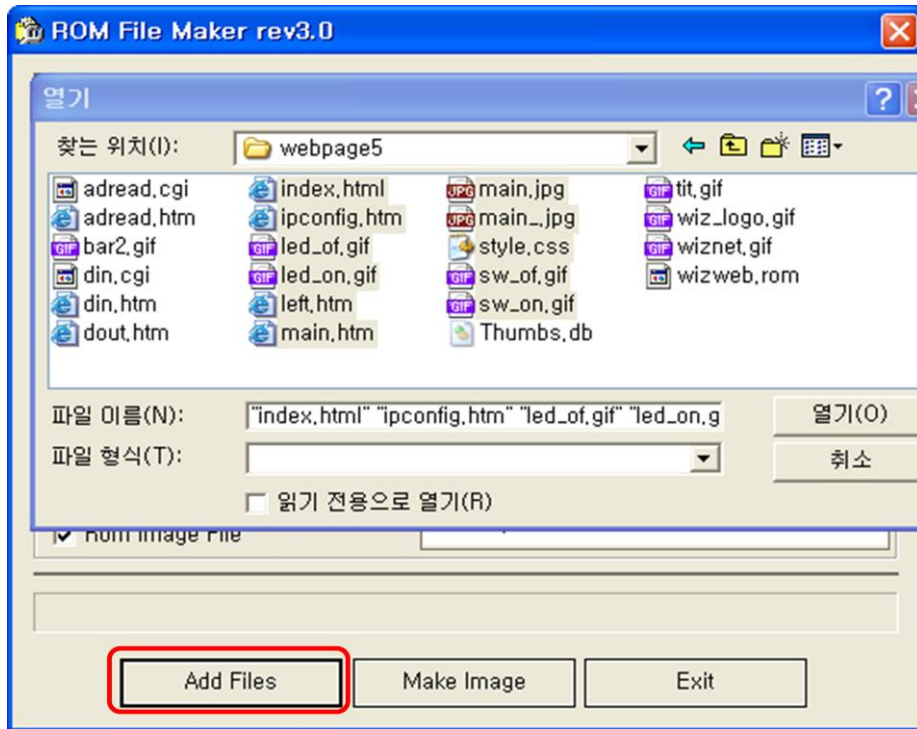 ROM File Maker rev3.0
열기
찾는 위치(I): webpage5
adread.cgi index.html main.jpg tit.gif
adread.htm ipconfig.htm main_.jpg wiz_logo.gif
bar2.gif led_of.gif style.css wiznet.gif
din.cgi led_on.gif sw_of.gif wizweb.rom
din.htm left.htm sw_on.gif
dout.htm main.htm Thumbs.db
파일 이름(N): "index.html" "ipconfig.htm" "led_of.gif" "led_on.g 열기(O)
파일 형식(T): 취소
읽기 전용으로 열기(R)
Rom Image File
Add Files Make Image Exit